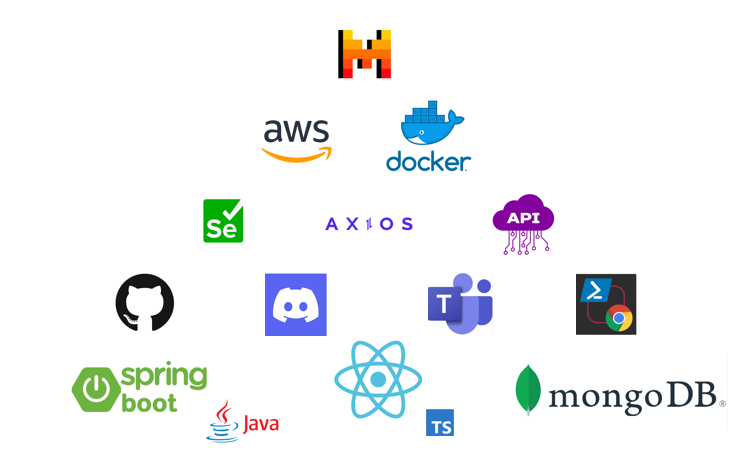 M
aws
docker
Se
AXIOS
API
T
spring
boot
Java
TS
mongoDB®